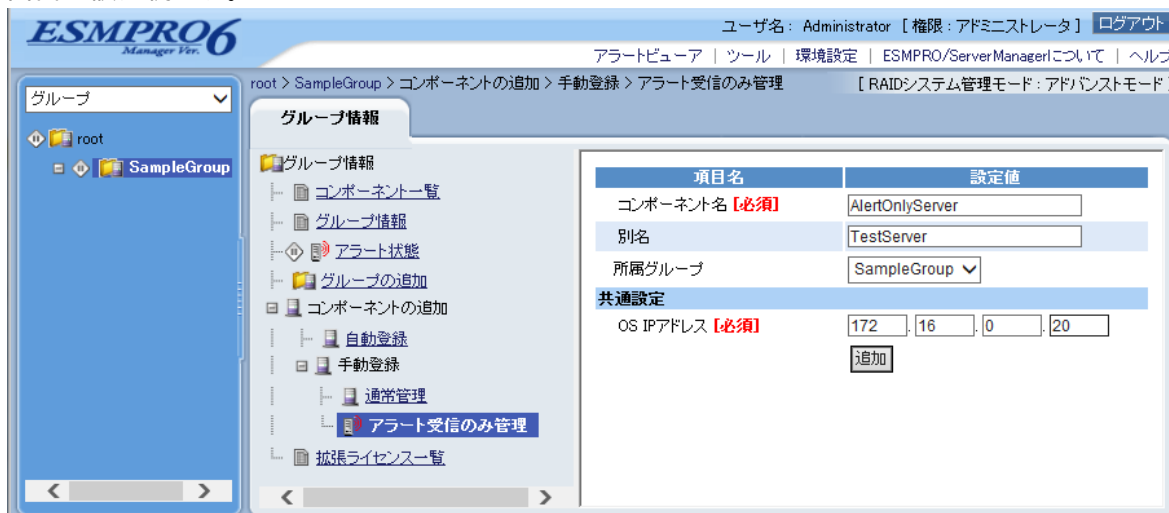 ESMPRO6
Manager Ver.
ユーザ名： Administrator [ 権限 : アドミニストレータ ] ログアウト
アラートビューア | ツール | 環境設定 | ESMPRO/ServerManagerについて | ヘルプ
root > SampleGroup > コンポーネントの追加 > 手動登録 > アラート受信のみ管理 [ RAIDシステム管理モード : アドバンストモード ]
グループ
root
SampleGroup
グループ情報
グループ情報
コンポーネント一覧
グループ情報
アラート状態
グループの追加
コンポーネントの追加
自動登録
手動登録
通常管理
アラート受信のみ管理
拡張ライセンス一覧
項目名 設定値
コンポーネント名 [必須] AlertOnlyServer
別名 TestServer
所属グループ SampleGroup
共通設定
OS IPアドレス [必須] 172 . 16 . 0 . 20
追加